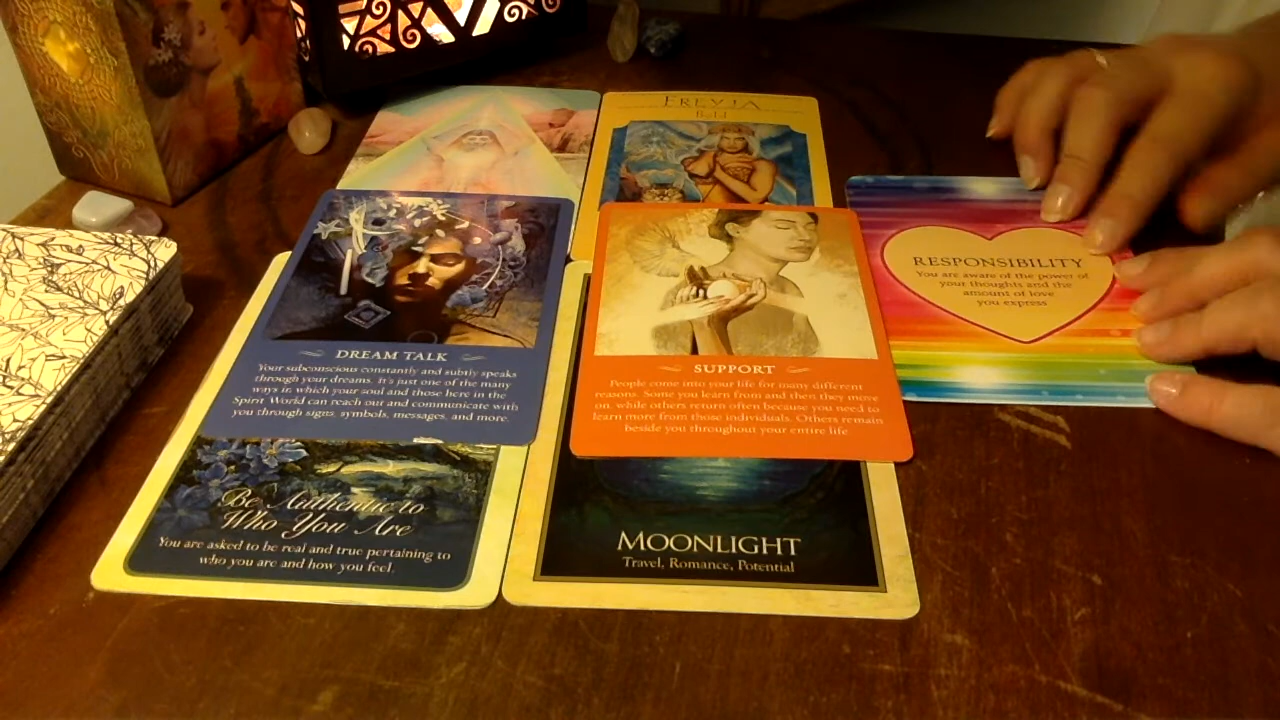 FREYJA
Bold
RESPONSIBILITY
You are aware of the power of
your thoughts and the
amount of love
you express
DREAM TALK
Your subconscious constantly and subtly speaks
through your dreams. It's just one of the many
ways in which your soul and those here in the
Spirit World can reach out and communicate with
you through signs, symbols, messages, and more.
SUPPORT
People come into your life for many different
reasons. Some you learn from and then they move
on, while others return often because you need to
learn more from those individuals. Others remain
beside you throughout your entire life.
Be Authentic to
Who You Are
You are asked to be real and true pertaining to
who you are and how you feel.
MOONLIGHT
Travel, Romance, Potential